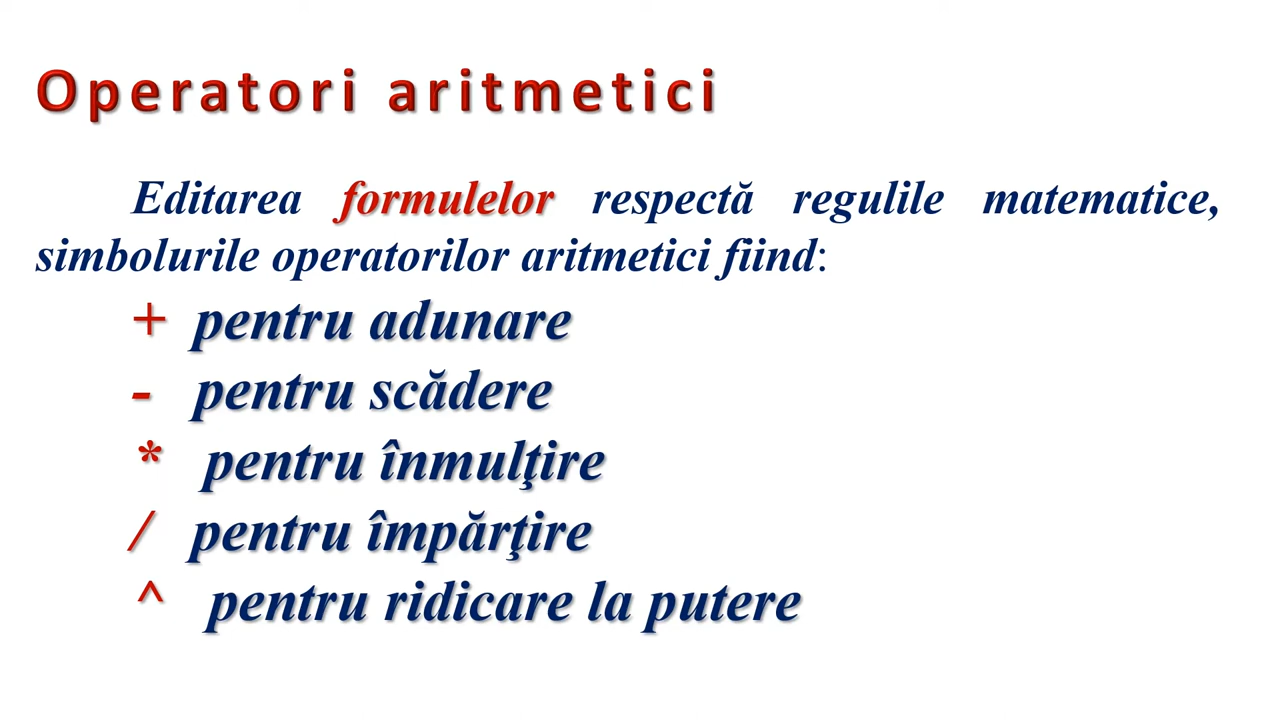 Operatori aritmetici
Editarea formulelor respectă regulile matematice,
simbolurile operatorilor aritmetici fiind:
+ pentru adunare
- pentru scădere
* pentru înmulţire
/ pentru împărţire
^ pentru ridicare la putere